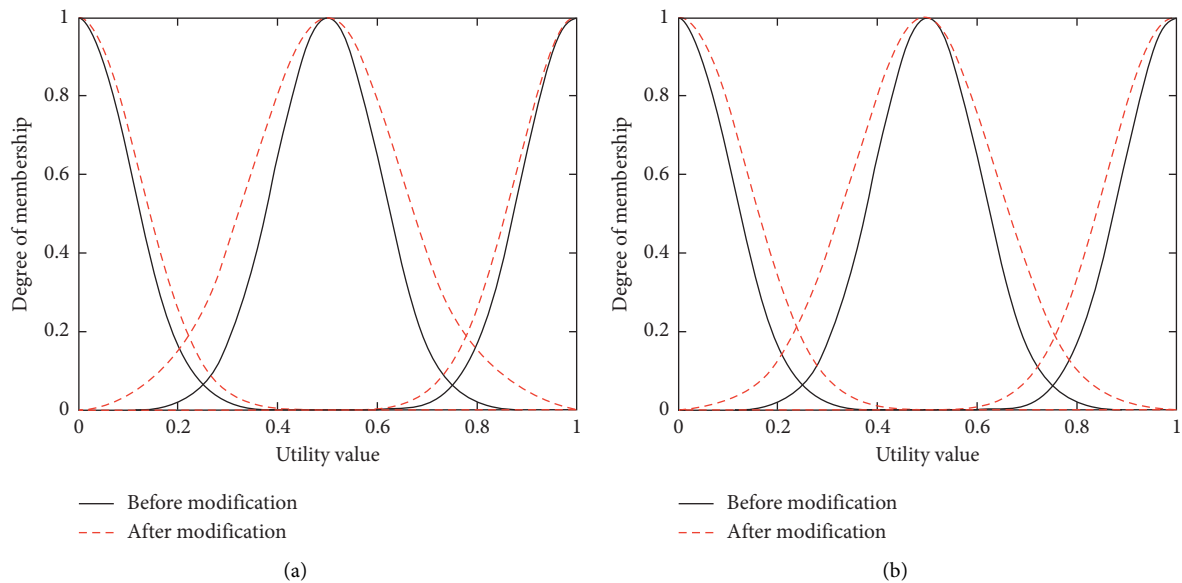 1
0.8
0.6
0.4
0.2
0
Degree of membership
0 0.2 0.4 0.6 0.8 1
Utility value
Before modification
After modification
(a)
1
0.8
0.6
0.4
0.2
0
Degree of membership
0 0.2 0.4 0.6 0.8 1
Utility value
Before modification
After modification
(b)